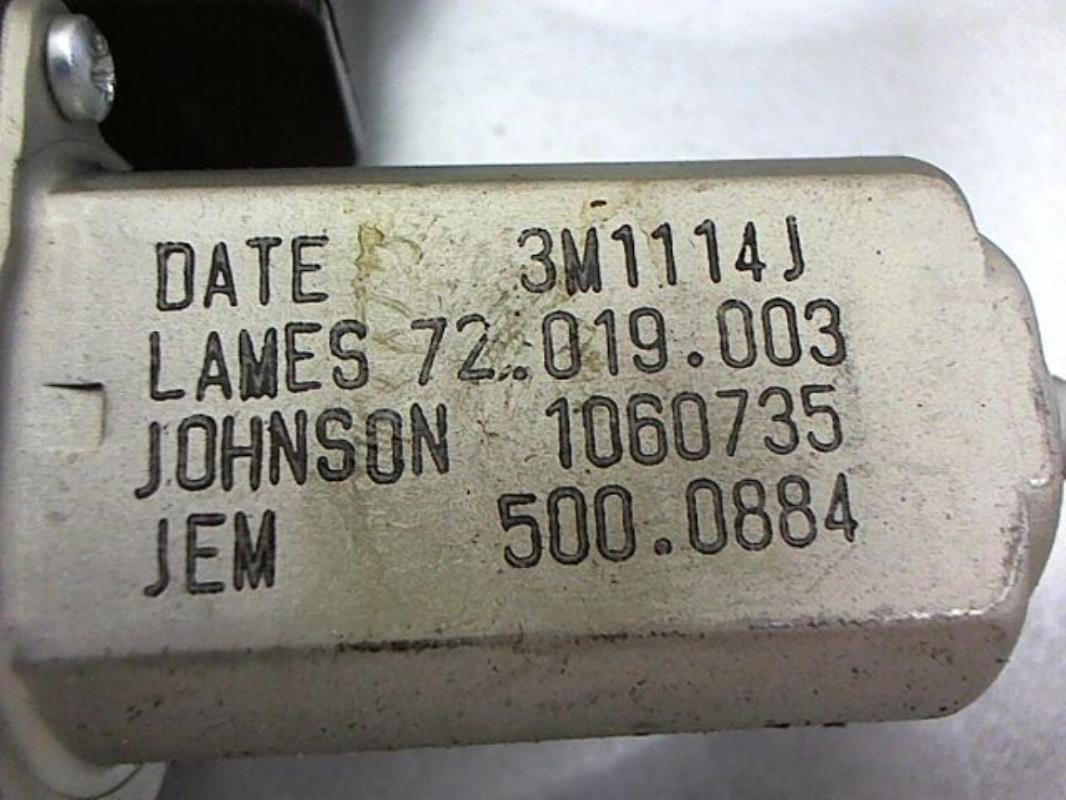 DATE 3M1114J
LAMES 72.019.003
JOHNSON 1060735
JEM 500.0884